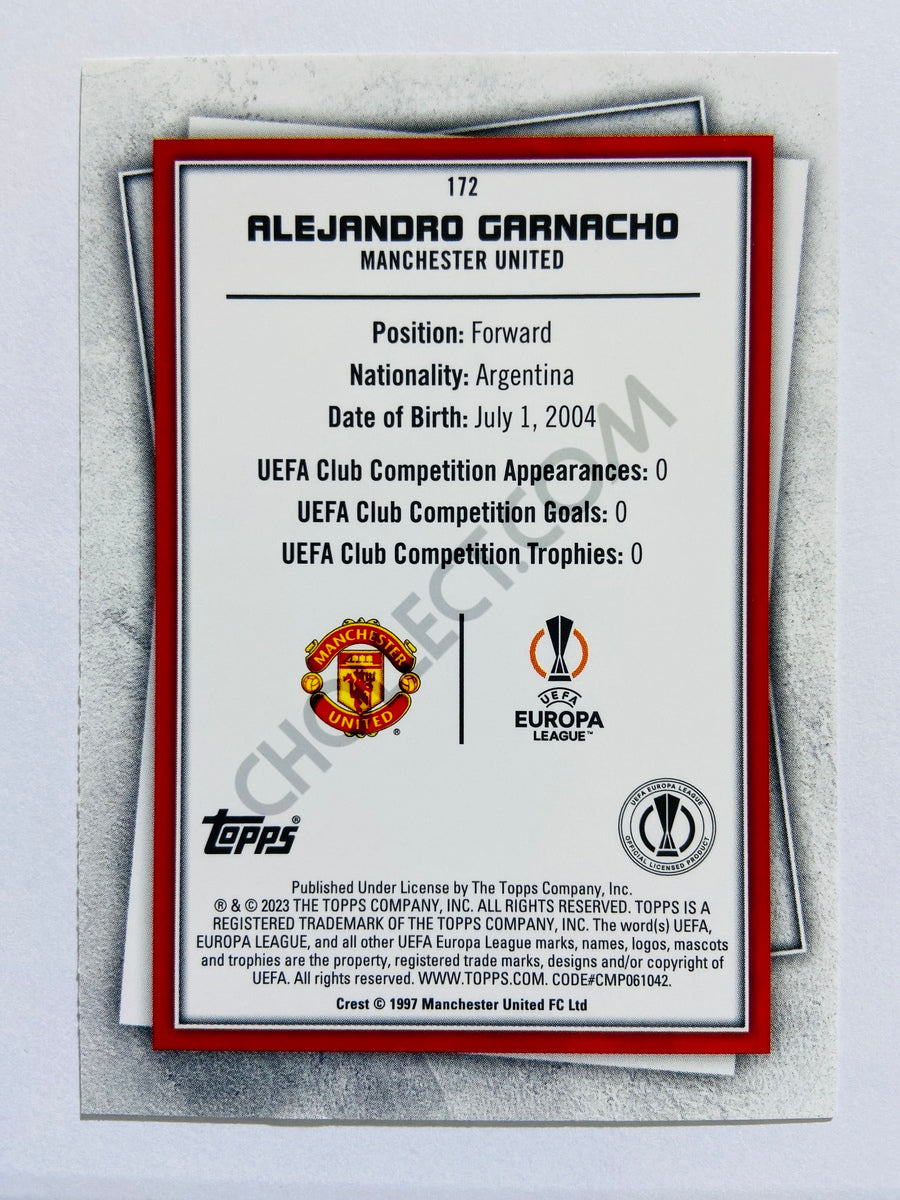 172
ALEJANDRO GARNACHO
MANCHESTER UNITED
Position: Forward
Nationality: Argentina
Date of Birth: July 1, 2004
UEFA Club Competition Appearances: 0
UEFA Club Competition Goals: 0
UEFA Club Competition Trophies: 0
CHOLLECT.COM
MANCHESTER
UNITED
®
UEFA
EUROPA
LEAGUE™
Topps®
UEFA EUROPA LEAGUE
OFFICIAL LICENSED PRODUCT
Published Under License by The Topps Company, Inc.
® & © 2023 THE TOPPS COMPANY, INC. ALL RIGHTS RESERVED. TOPPS IS A
REGISTERED TRADEMARK OF THE TOPPS COMPANY, INC. The word(s) UEFA,
EUROPA LEAGUE, and all other UEFA Europa League marks, names, logos, mascots
and trophies are the property, registered trade marks, designs and/or copyright of
UEFA. All rights reserved. WWW.TOPPS.COM. CODE#CMP061042.
Crest © 1997 Manchester United FC Ltd